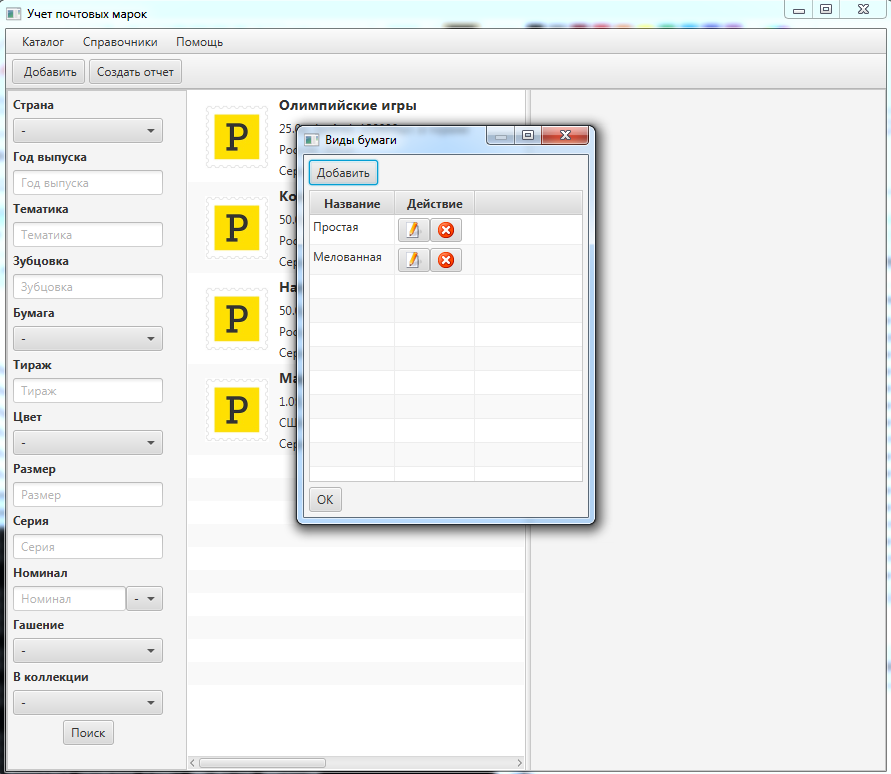 Учет почтовых марок
Каталог Справочники Помощь
Добавить Создать отчет
Страна
-
Год выпуска
Год выпуска
Тематика
Тематика
Зубцовка
Зубцовка
Бумага
-
Тираж
Тираж
Цвет
-
Размер
Размер
Серия
Серия
Номинал
Номинал -
Гашение
-
В коллекции
-
Поиск
P
Олимпийские игры
P
P
P
Виды бумаги
Добавить
Название Действие
Простая
Мелованная
ОК